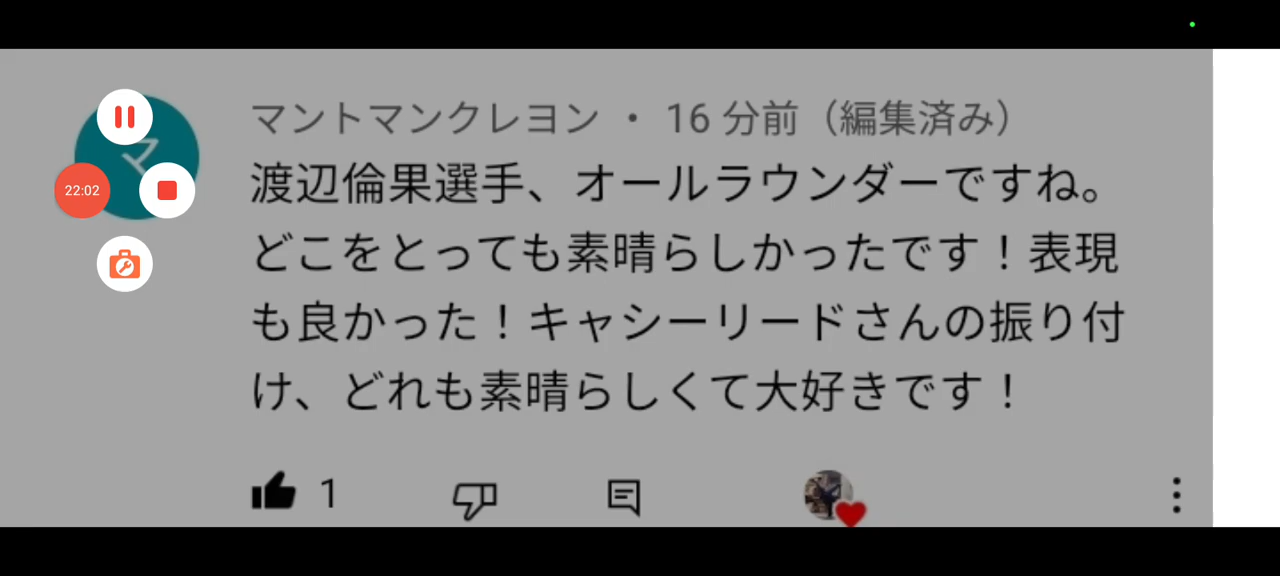 マントマンクレヨン ・ 16 分前（編集済み）
マ
22:02
渡辺倫果選手、オールラウンダーですね。
どこをとっても素晴らしかったです！表現
も良かった！キャシーリードさんの振り付
け、どれも素晴らしくて大好きです！
1